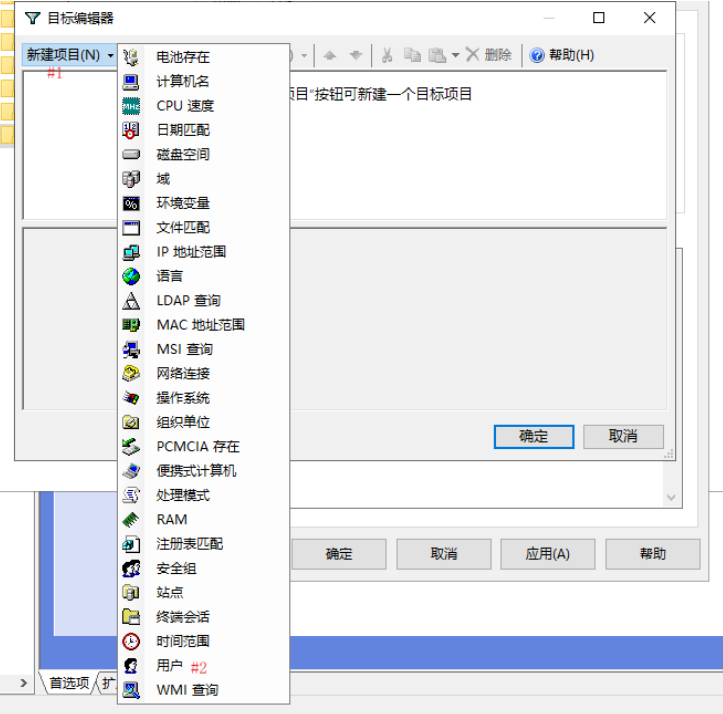 目标编辑器
新建项目(N) 删除 帮助(H)
#1
项目"按钮可新建一个目标项目
电池存在
计算机名
CPU 速度
日期匹配
磁盘空间
域
环境变量
文件匹配
IP 地址范围
语言
LDAP 查询
MAC 地址范围
MSI 查询
网络连接
操作系统
组织单位
PCMCIA 存在
便携式计算机
处理模式
RAM
注册表匹配
安全组
站点
终端会话
时间范围
用户 #2
WMI 查询
确定 取消
确定 取消 应用(A) 帮助
首选项 扩